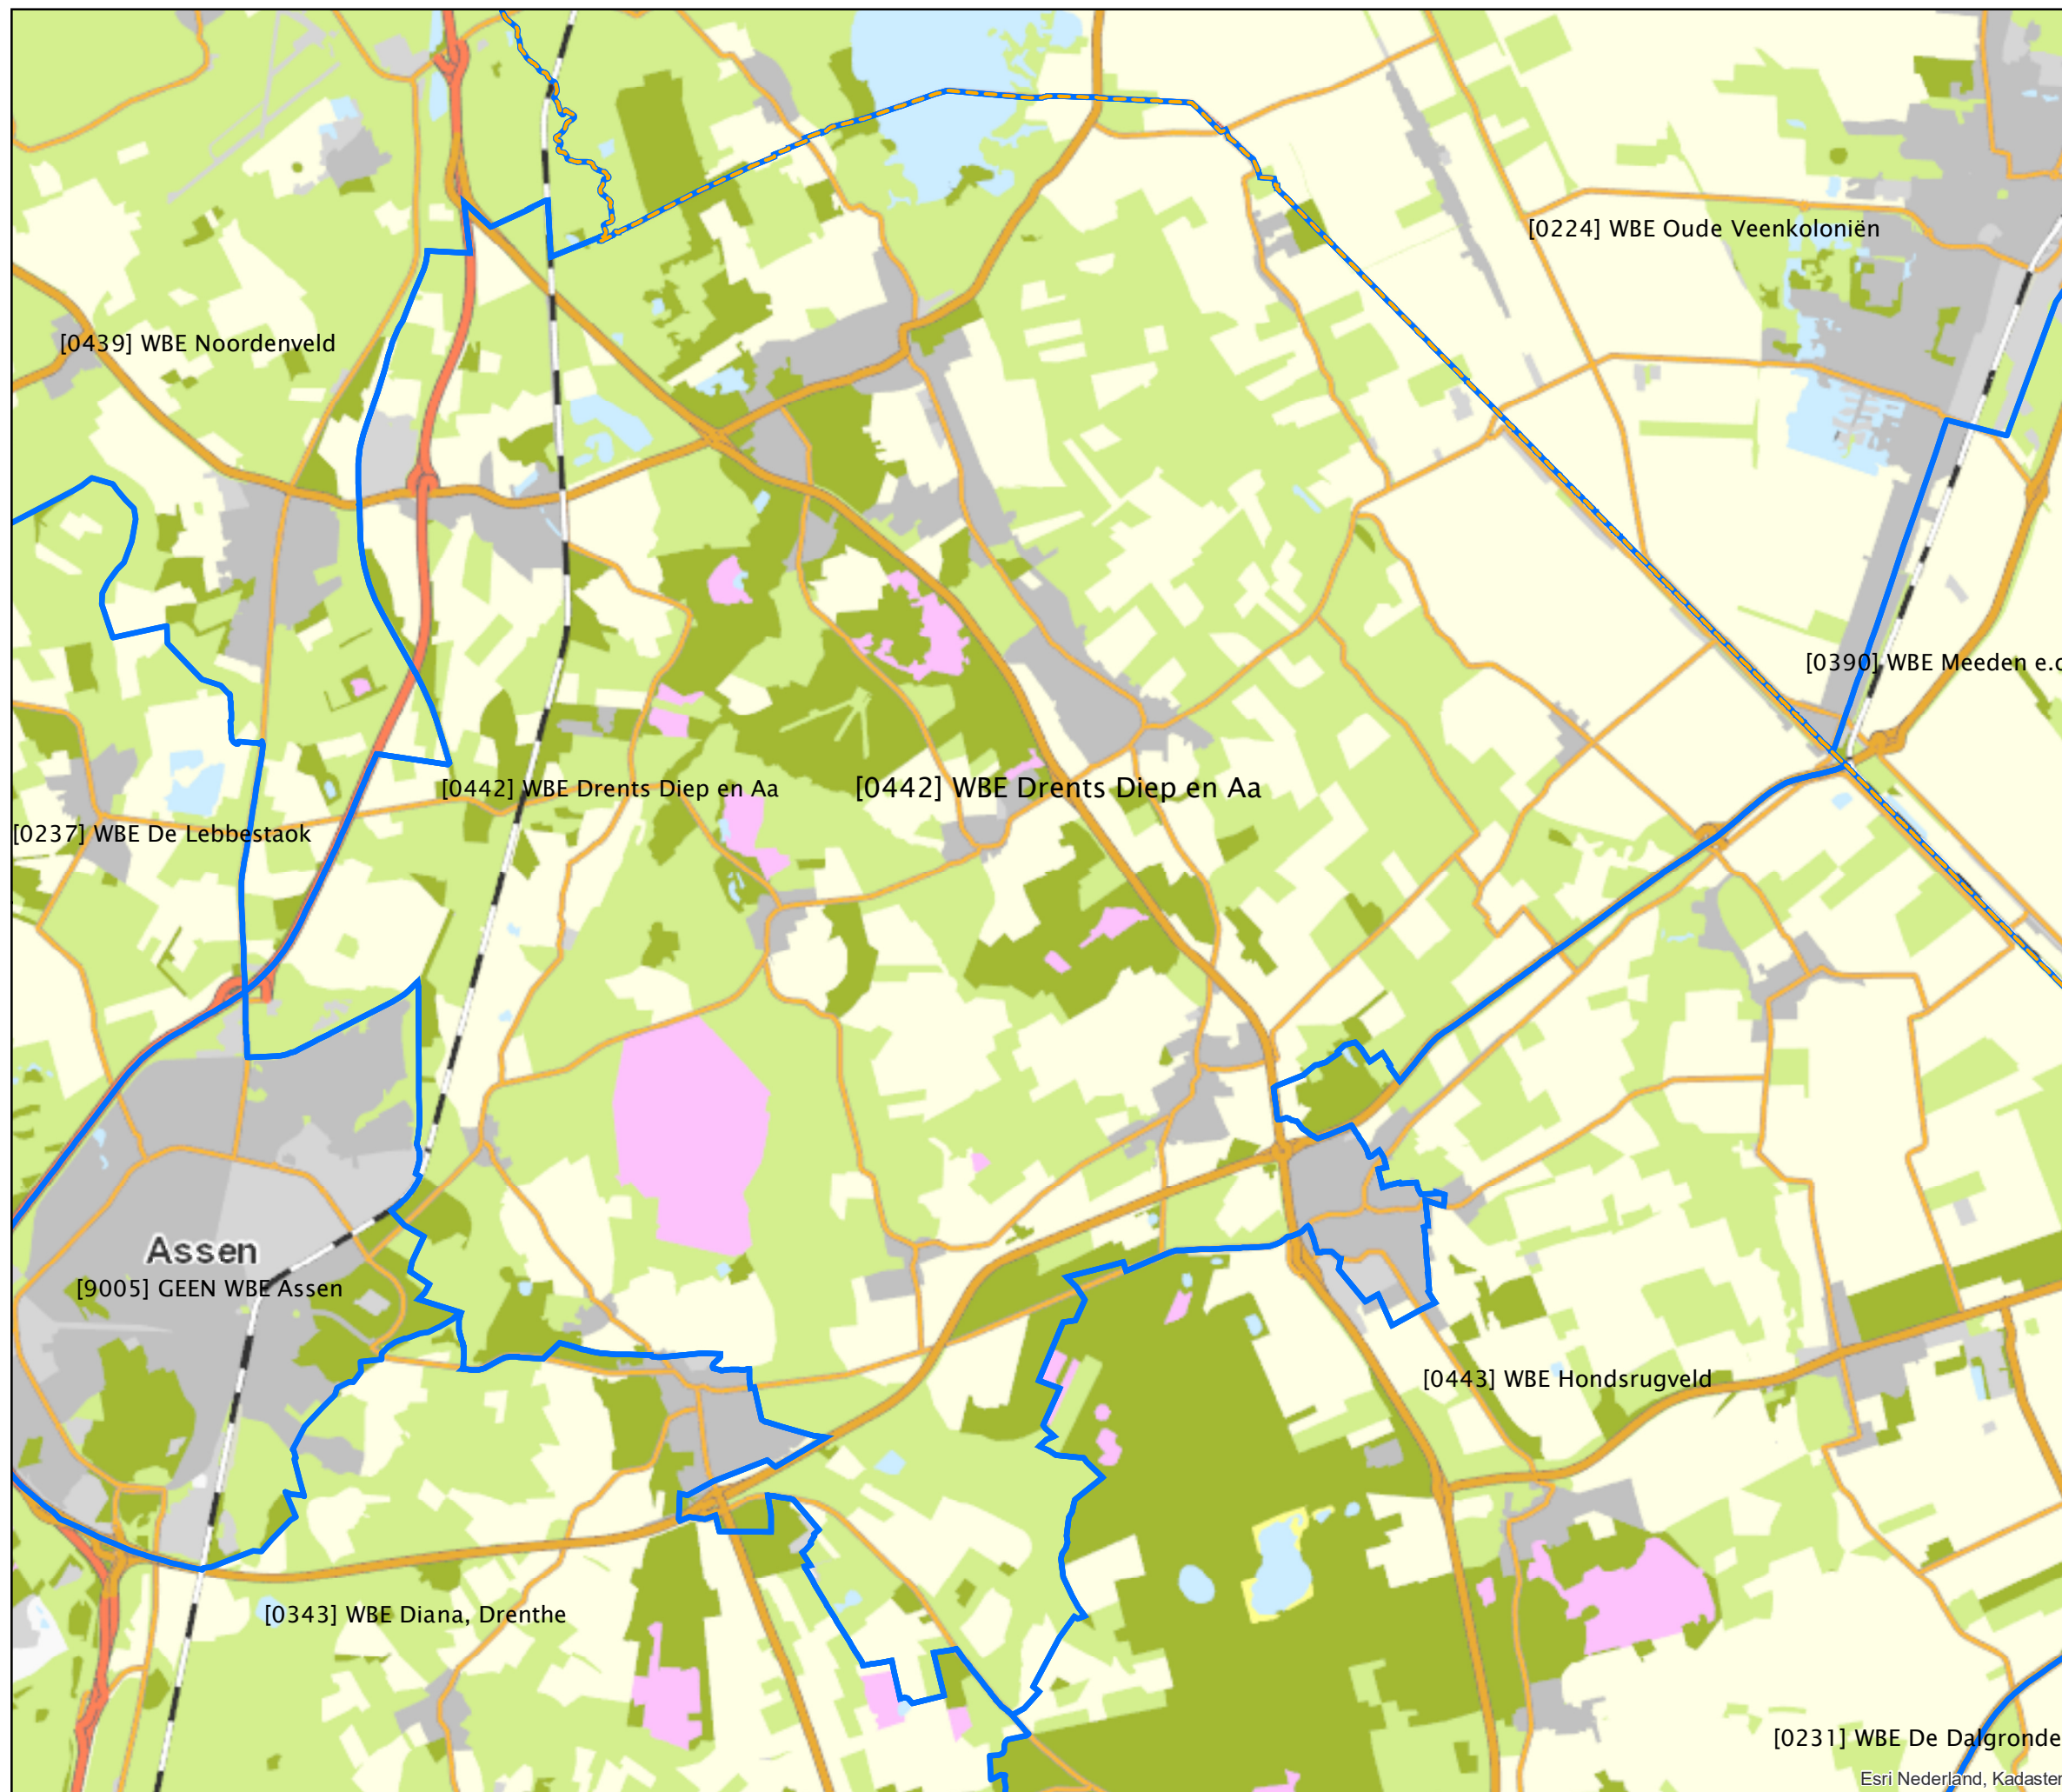 [0224] WBE Oude Veenkoloniën
[0439] WBE Noordenveld
[0390] WBE Meeden e.
[0442] WBE Drents Diep en Aa
[0442] WBE Drents Diep en Aa
[0237] WBE De Lebbestaok
Assen
[9005] GEEN WBE Assen
[0443] WBE Hondsrugveld
[0343] WBE Diana, Drenthe
[0231] WBE De Dalgronde
Esri Nederland, Kadaster